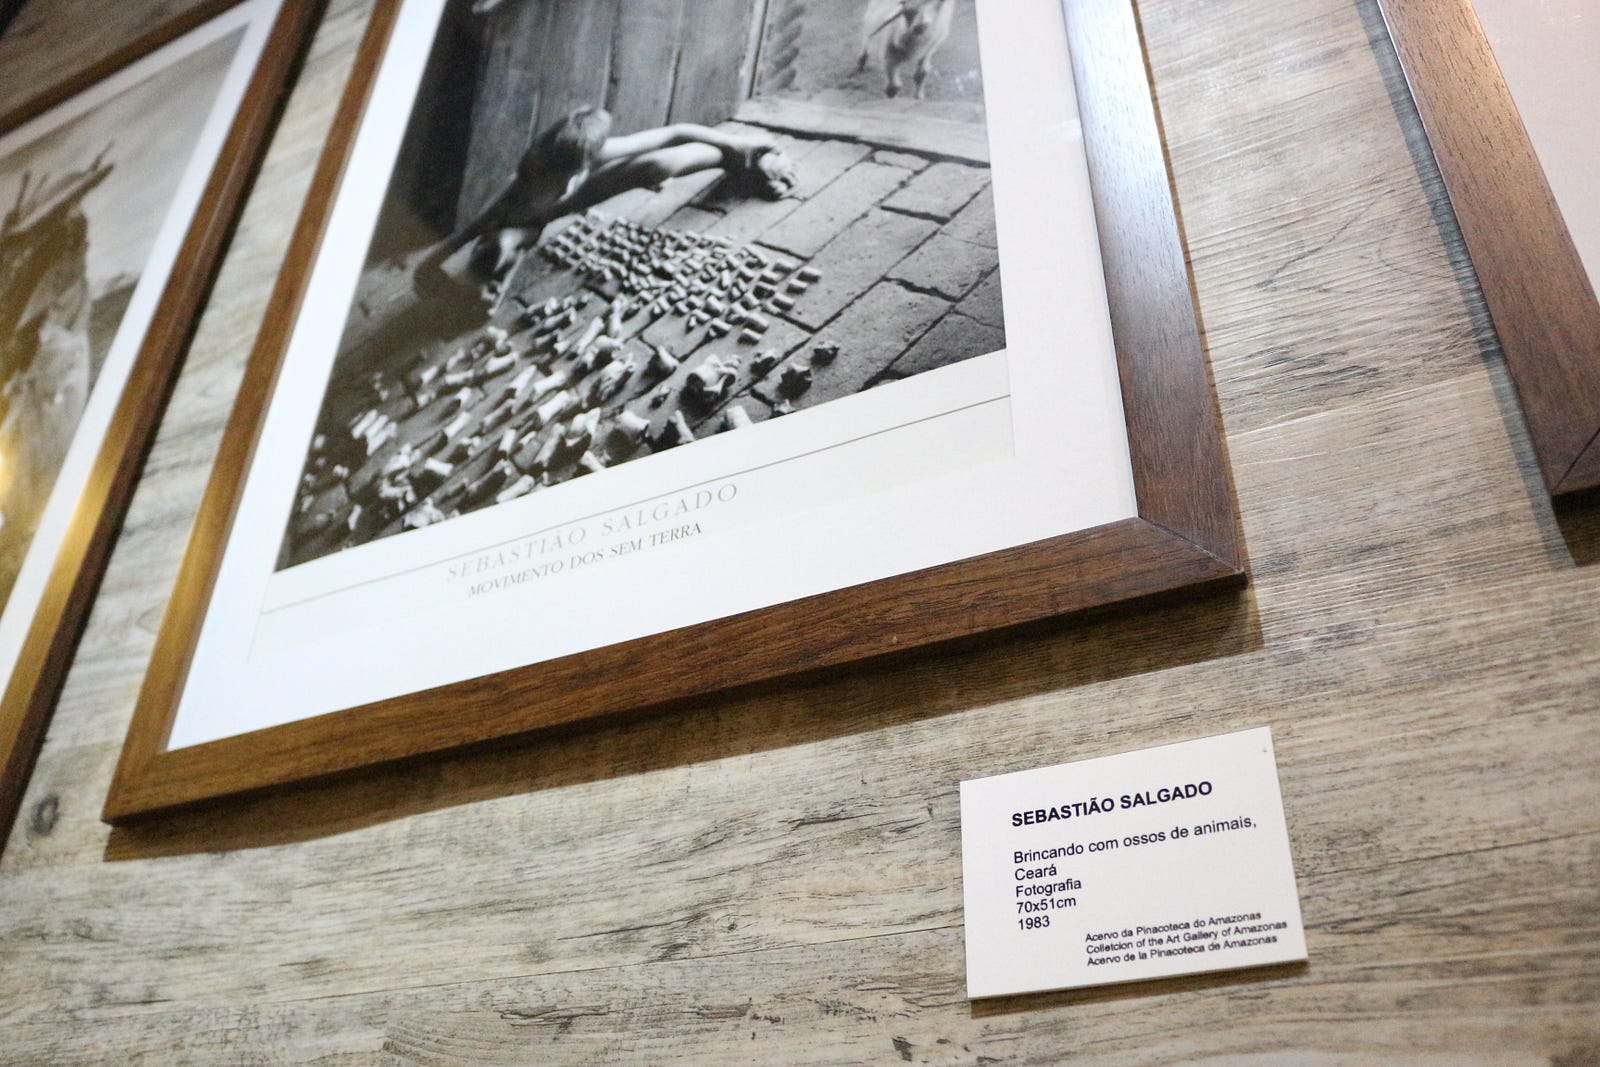 SEBASTIÃO SALGADO
MOVIMENTO DOS SEM TERRA
SEBASTIÃO SALGADO
Brincando com ossos de animais,
Ceará
Fotografia
70x51cm
1983
Acervo da Pinacoteca do Amazonas
Colletcion of the Art Gallery of Amazonas
Acervo de la Pinacoteca de Amazonas